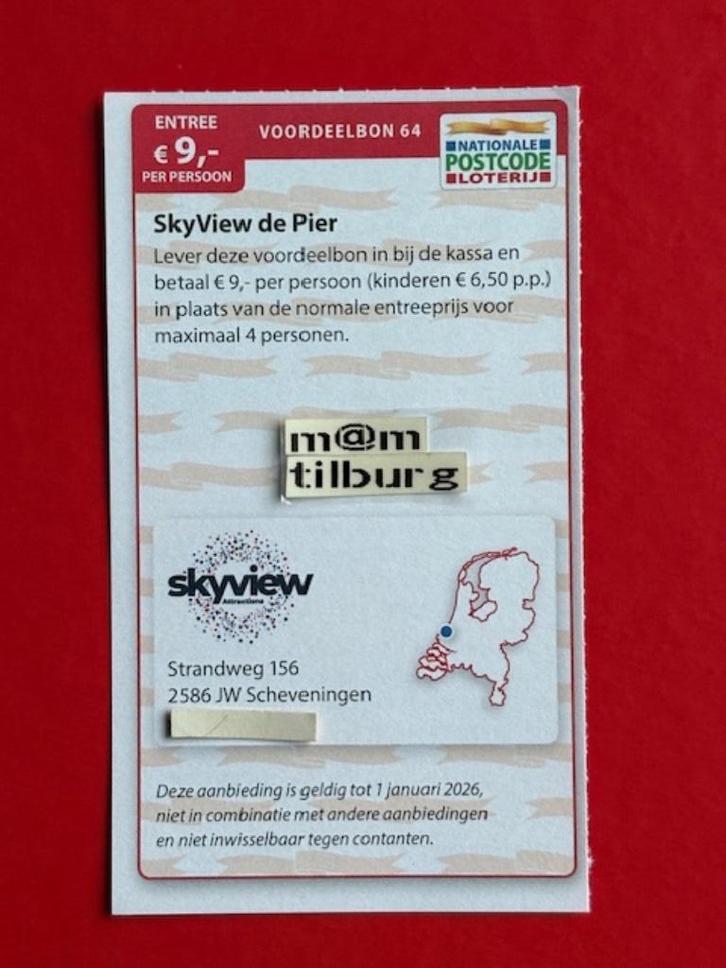 ENTREE
€ 9,-
PER PERSOON
VOORDEELBON 64
NATIONALE
POSTCODE
LOTERIJ
SkyView de Pier
Lever deze voordeelbon in bij de kassa en
betaal € 9,- per persoon (kinderen € 6,50 p.p.)
in plaats van de normale entreeprijs voor
maximaal 4 personen.
m@m
tilburg
skyview
Attractions
Strandweg 156
2586 JW Scheveningen
Deze aanbieding is geldig tot 1 januari 2026,
niet in combinatie met andere aanbiedingen
en niet inwisselbaar tegen contanten.